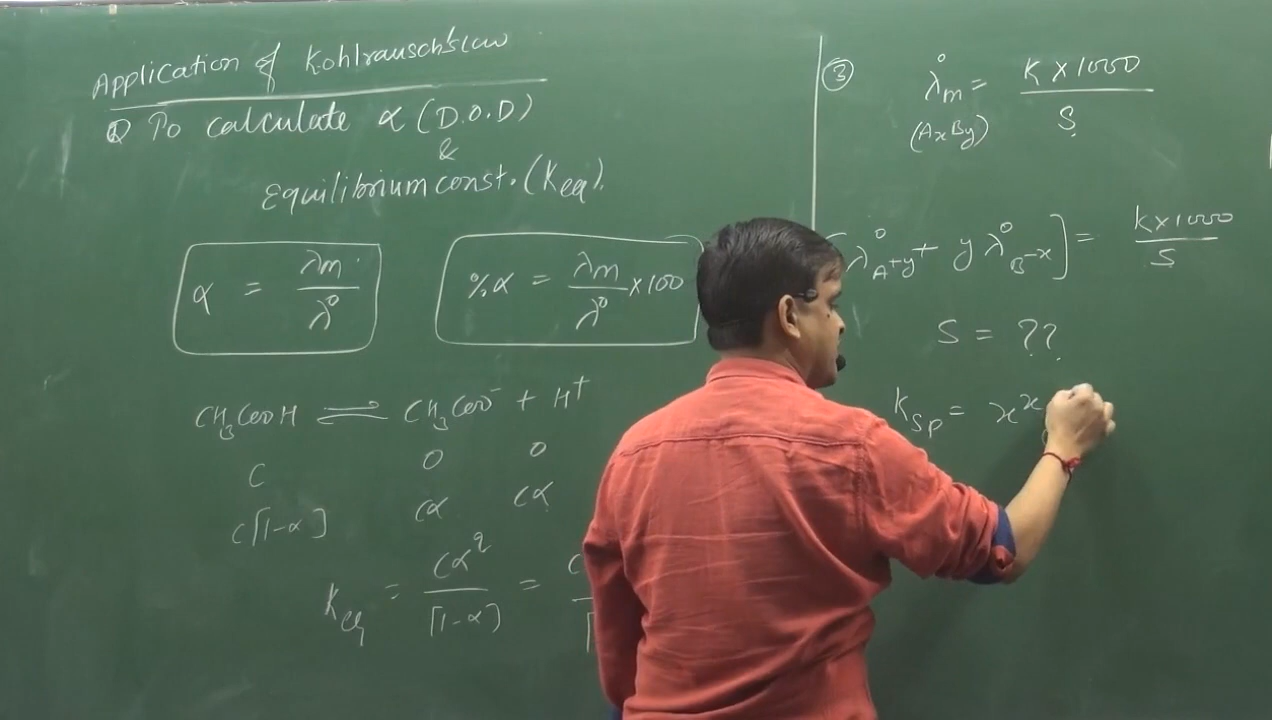 Application of Kohlrausch's law
② To calculate α (D.O.D)
&
Equilibrium const. (Keq).
α = λm / λ°
%α = λm / λ° × 100
CH3COOH ⇌ CH3COO⁻ + H⁺
C 0 0
C[1-α] Cα Cα
Keq = Cα² / [1-α] = C
③ λ°m = K × 1000 / S
(AxBy)
λ°A+y + y λ°B-x] = K × 1000 / S
S = ??
Ksp = x^x